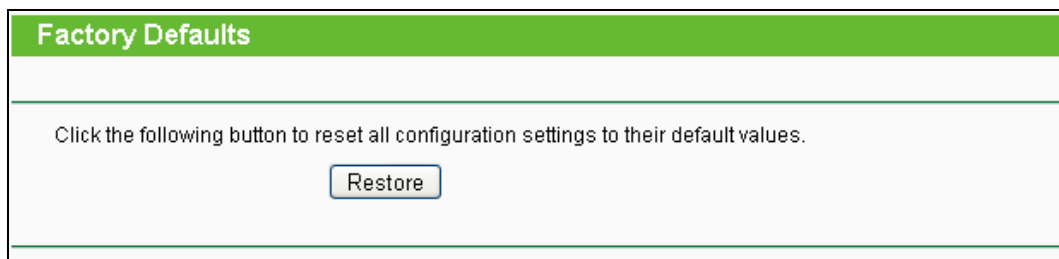 Factory Defaults
Click the following button to reset all configuration settings to their default values.
Restore